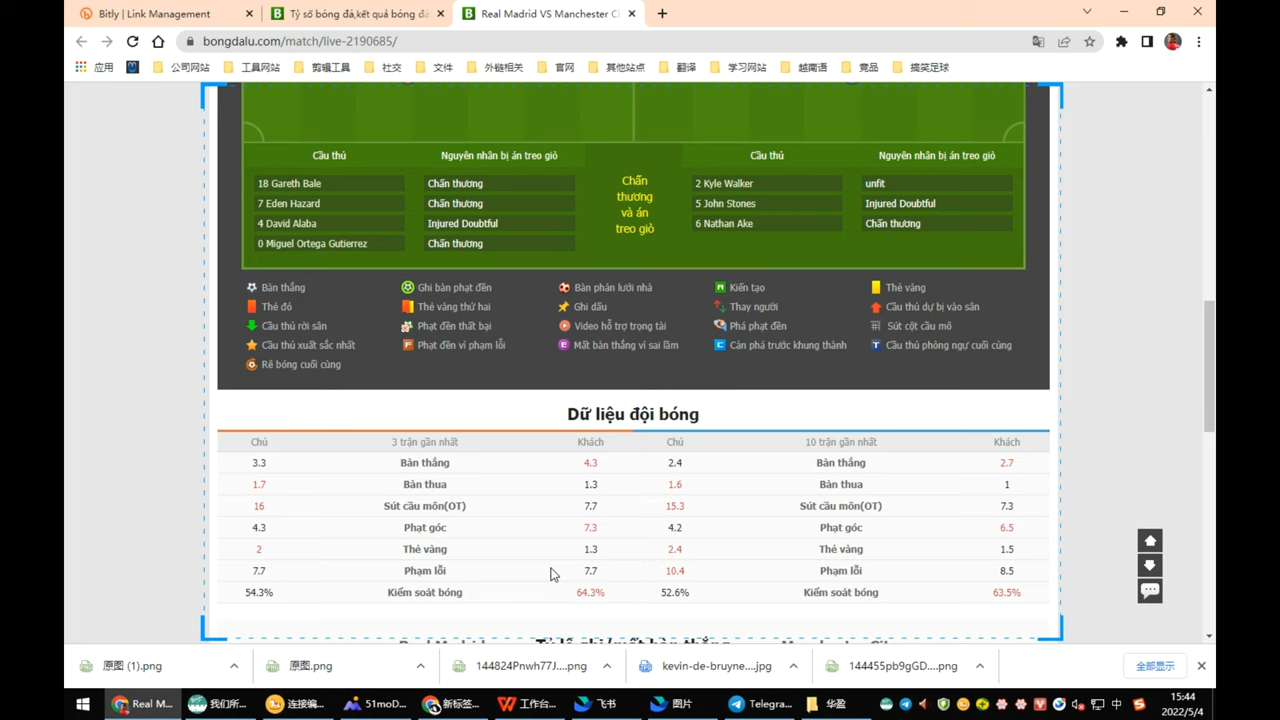 Bitly | Link Management
Tỷ số bóng đá,kết quả bóng đá
Real Madrid VS Manchester Ci
bongdalu.com/match/live-2190685/
应用
公司网站
工具网站
剪辑工具
社交
文件
外链相关
官网
其他站点
翻译
学习网站
越南语
竞品
搞笑足球
Cầu thủ
Nguyên nhân bị án treo giò
Cầu thủ
Nguyên nhân bị án treo giò
18 Gareth Bale
Chấn thương
7 Eden Hazard
Chấn thương
4 David Alaba
Injured Doubtful
0 Miguel Ortega Gutierrez
Chấn thương
Chấn
thương
và án
treo giò
2 Kyle Walker
unfit
5 John Stones
Injured Doubtful
6 Nathan Ake
Chấn thương
Bàn thắng
Ghi bàn phạt đền
Bàn phản lưới nhà
Kiến tạo
Thẻ vàng
Thẻ đỏ
Thẻ vàng thứ hai
Ghi dấu
Thay người
Cầu thủ dự bị vào sân
Cầu thủ rời sân
Phạt đền thất bại
Video hỗ trợ trọng tài
Phá phạt đền
Sút cột cầu mô
Cầu thủ xuất sắc nhất
Phạt đền vì phạm lỗi
Mất bàn thắng vì sai lầm
Cản phá trước khung thành
Cầu thủ phòng ngự cuối cùng
Rê bóng cuối cùng
Dữ liệu đội bóng
Chủ 3 trận gần nhất Khách Chủ 10 trận gần nhất Khách
3.3 Bàn thắng 4.3 2.4 Bàn thắng 2.7
1.7 Bàn thua 1.3 1.6 Bàn thua 1
16 Sút cầu môn(OT) 7.7 15.3 Sút cầu môn(OT) 7.3
4.3 Phạt góc 7.3 4.2 Phạt góc 6.5
2 Thẻ vàng 1.3 2.4 Thẻ vàng 1.5
7.7 Phạm lỗi 7.7 10.4 Phạm lỗi 8.5
54.3% Kiểm soát bóng 64.3% 52.6% Kiểm soát bóng 63.5%
原图 (1).png
原图.png
144824Pnwh77J....png
kevin-de-bruyne....jpg
144455pb9gGD....png
全部显示
Real M...
我们所...
连接编...
51moD...
新标签...
工作台...
飞书
图片
Telegra...
华盈
中
15:44
2022/5/4